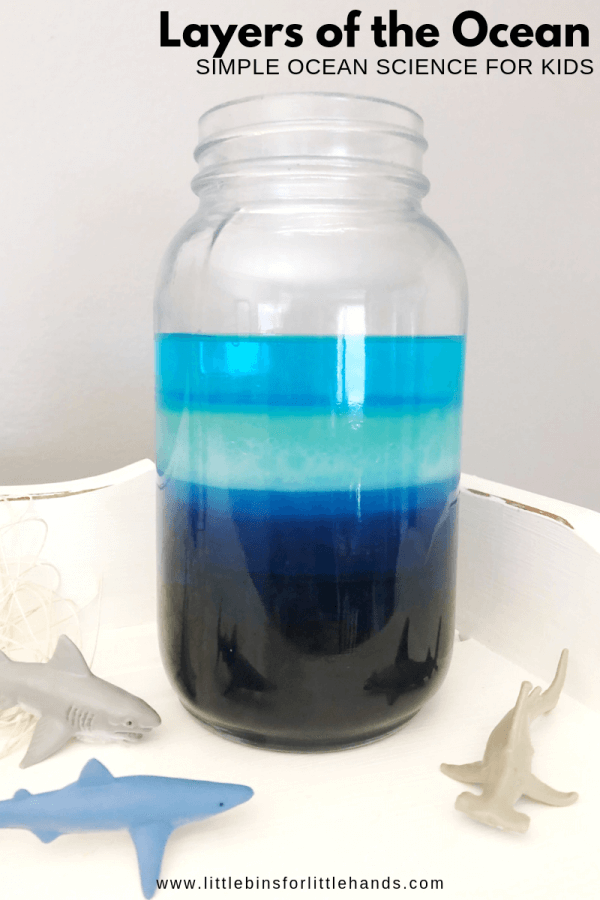 Layers of the Ocean
SIMPLE OCEAN SCIENCE FOR KIDS
www.littlebinsforlittlehands.com